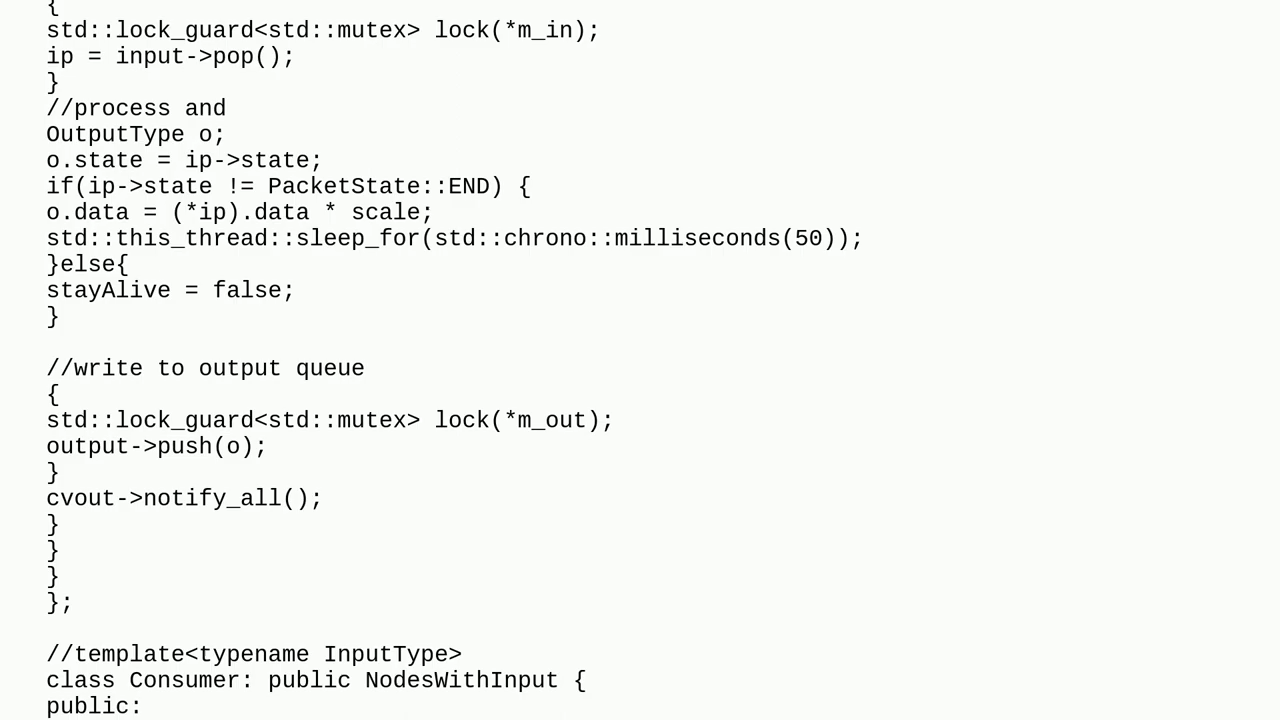 {
std::lock_guard<std::mutex> lock(*m_in);
ip = input->pop();
}
//process and
OutputType o;
o.state = ip->state;
if(ip->state != PacketState::END) {
o.data = (*ip).data * scale;
std::this_thread::sleep_for(std::chrono::milliseconds(50));
}else{
stayAlive = false;
}
//write to output queue
{
std::lock_guard<std::mutex> lock(*m_out);
output->push(o);
}
cvout->notify_all();
}
}
}
};
//template<typename InputType>
class Consumer: public NodesWithInput {
public: